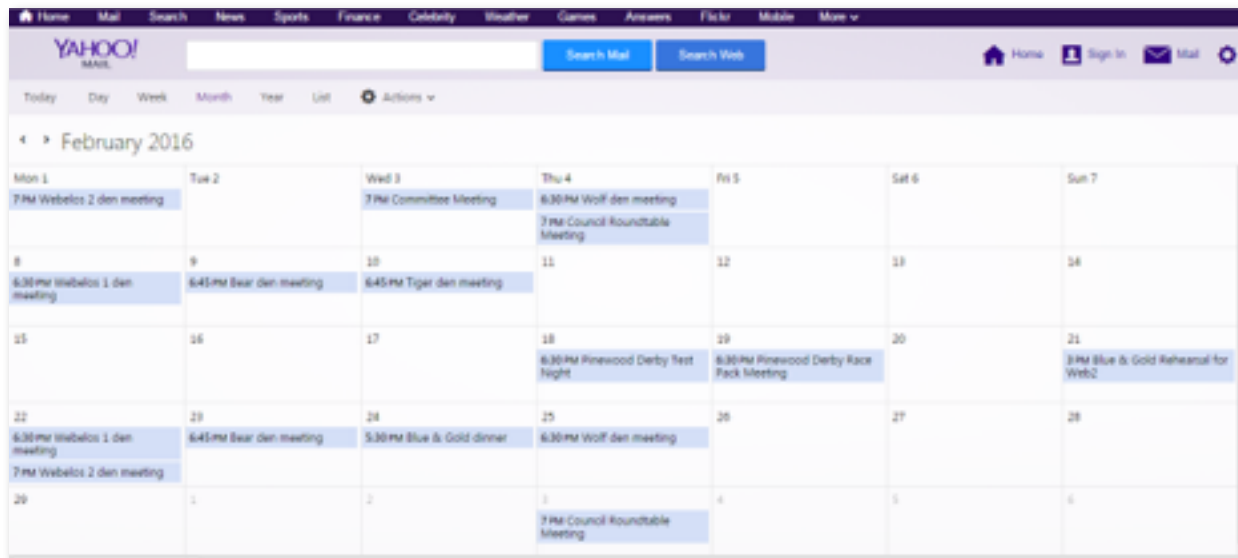 Home Mail Search News Sports Finance Celebrity Weather Games Answers Flickr Mobile More
YAHOO!
MAIL
Search Mail Search Web Home Sign In Mail
Today Day Week Month Year List Actions
February 2016
Mon 1 Tue 2 Wed 3 Thu 4 Fri 5 Sat 6 Sun 7
7 PM Webelos 2 den meeting 7 PM Committee Meeting 6:30 PM Wolf den meeting
7 PM Council Roundtable
Meeting
8 9 10 11 12 13 14
6:30 PM Webelos 1 den 6:45 PM Bear den meeting 6:45 PM Tiger den meeting
meeting
15 16 17 18 19 20 21
6:30 PM Pinewood Derby Test 6:30 PM Pinewood Derby Race 3 PM Blue & Gold Rehearsal for
Night Pack Meeting Web2
22 23 24 25 26 27 28
6:30 PM Webelos 1 den 6:45 PM Bear den meeting 5:30 PM Blue & Gold dinner 6:30 PM Wolf den meeting
meeting
7 PM Webelos 2 den meeting
29 1 2 3 4 5 6
7 PM Council Roundtable
Meeting